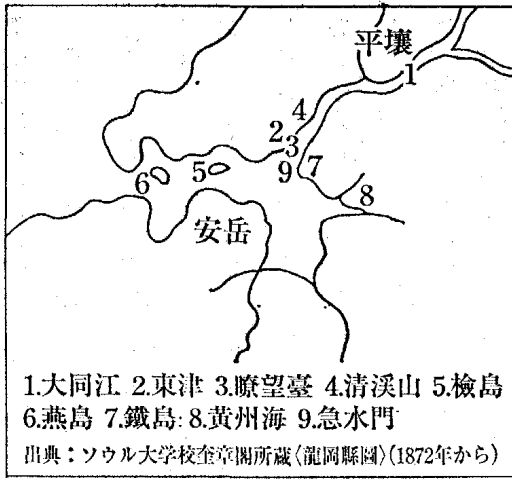 平壤
1
4
2
3
5
9
7
6
8
安岳
1.大同江 2.東津 3.瞭望臺 4.清渓山 5.檢島
6.燕島 7.鐵島 8.黄州海 9.急水門
出典：ソウル大学校奎章閣所蔵〈龍岡縣圖〉(1872年から)